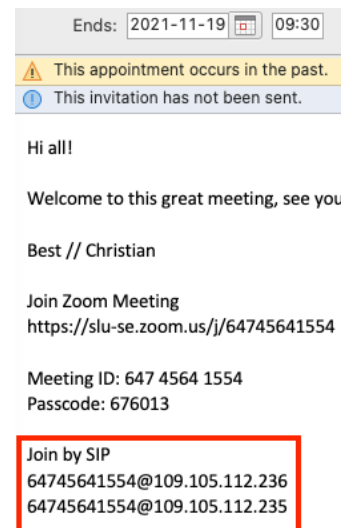 Ends: 2021-11-19 09:30
This appointment occurs in the past.
This invitation has not been sent.
Hi all!
Welcome to this great meeting, see you
Best // Christian
Join Zoom Meeting
https://slu-se.zoom.us/j/64745641554
Meeting ID: 647 4564 1554
Passcode: 676013
Join by SIP
64745641554@109.105.112.236
64745641554@109.105.112.235